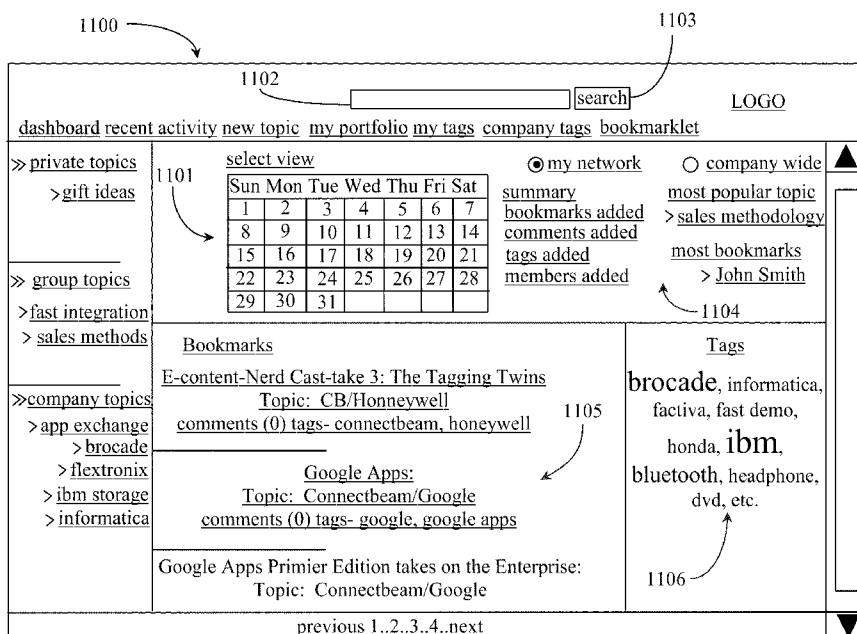 1100
1103
1102
search
LOGO
dashboard recent activity new topic my portfolio my tags company tags bookmarklet
>> private topics
> gift ideas
>> group topics
> fast integration
> sales methods
>> company topics
> app exchange
> brocade
> flextronix
> ibm storage
> informatica
select view
1101
Sun Mon Tue Wed Thu Fri Sat
1 2 3 4 5 6 7
8 9 10 11 12 13 14
15 16 17 18 19 20 21
22 23 24 25 26 27 28
29 30 31
my network
company wide
summary
bookmarks added
comments added
tags added
members added
most popular topic
> sales methodology
most bookmarks
> John Smith
1104
Bookmarks
E-content-Nerd Cast-take 3: The Tagging Twins
Topic: CB/Honneywell
comments (0) tags- connectbeam, honeywell
1105
Google Apps:
Topic: Connectbeam/Google
comments (0) tags- google, google apps
Google Apps Primier Edition takes on the Enterprise:
Topic: Connectbeam/Google
Tags
brocade, informatica,
factiva, fast demo,
honda, ibm,
bluetooth, headphone,
dvd, etc.
1106
previous 1..2..3..4..next